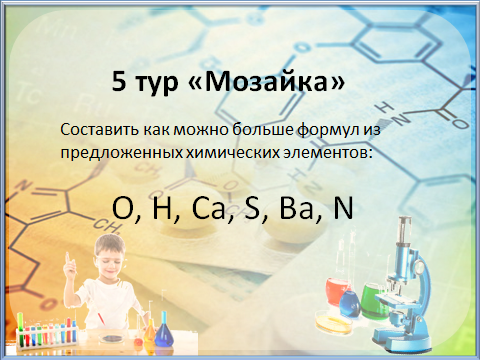 5 тур «Мозайка»
Составить как можно больше формул из
предложенных химических элементов:
O, H, Ca, S, Ba, N